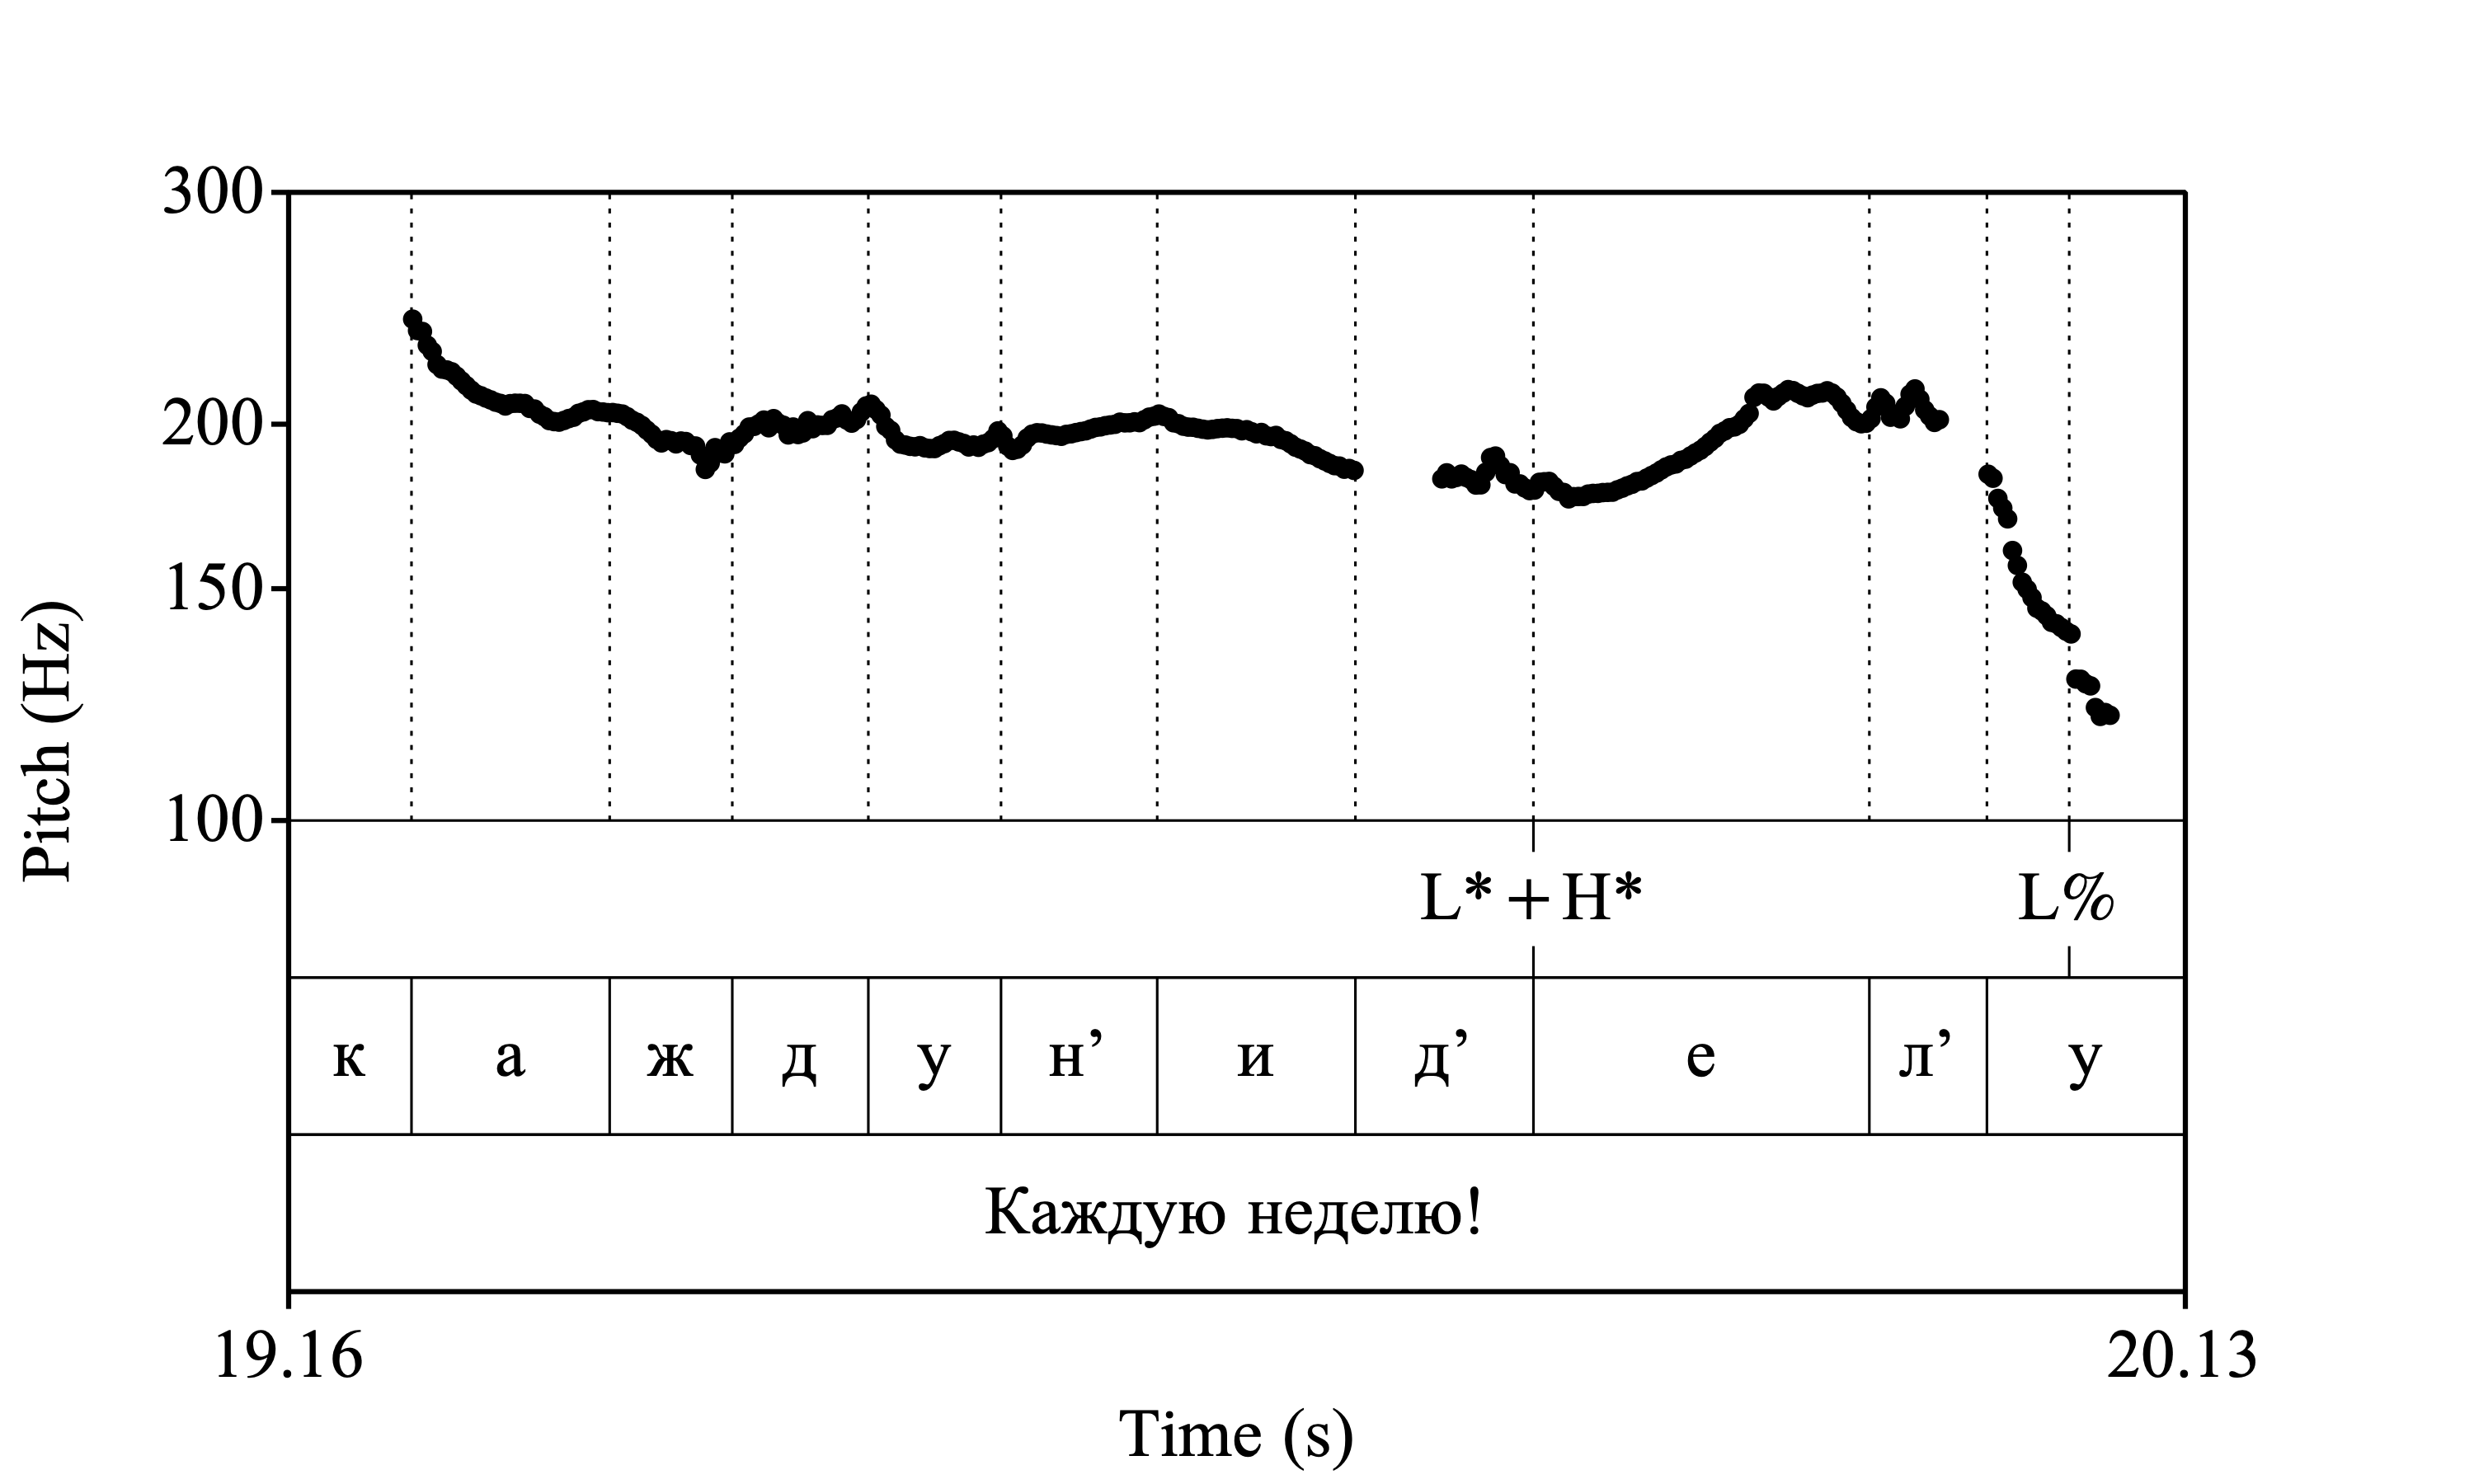 300
200
150
100
Pitch (Hz)
L*+H* L%
к а ж д у н’ и д’ е л’ у
Каждую неделю!
19.16 20.13
Time (s)